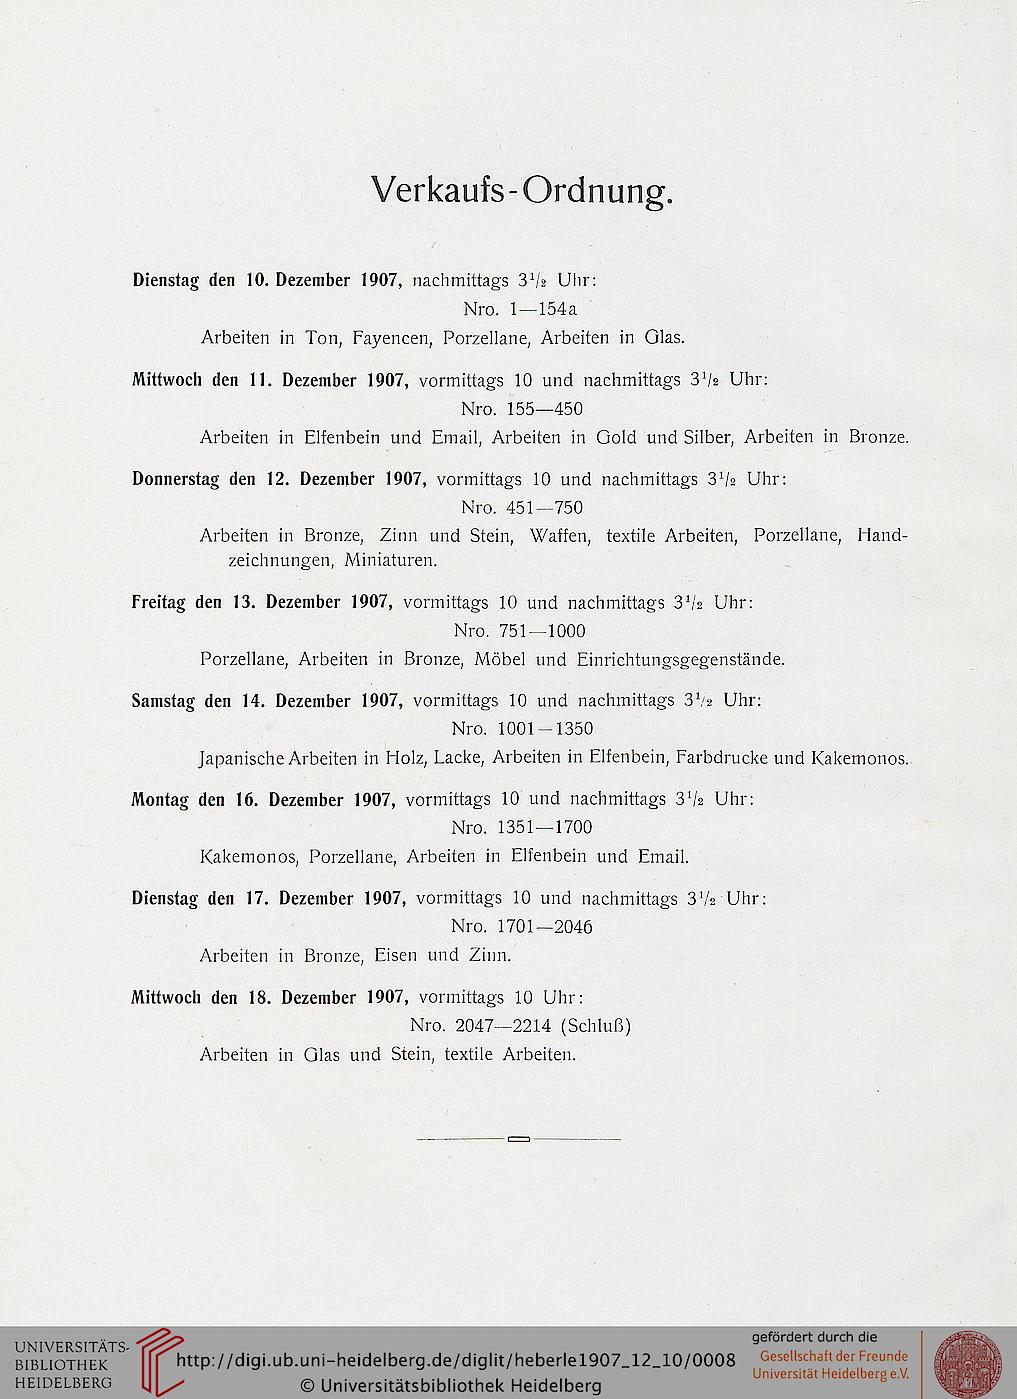 Verkaufs-Ordnung.
Dienstag den 10. Dezember 1907, nachmittags 3½ Uhr:
Nro. 1—154a
Arbeiten in Ton, Fayencen, Porzellane, Arbeiten in Glas.
Mittwoch den 11. Dezember 1907, vormittags 10 und nachmittags 3½ Uhr:
Nro. 155—450
Arbeiten in Elfenbein und Email, Arbeiten in Gold und Silber, Arbeiten in Bronze.
Donnerstag den 12. Dezember 1907, vormittags 10 und nachmittags 3½ Uhr:
Nro. 451—750
Arbeiten in Bronze, Zinn und Stein, Waffen, textile Arbeiten, Porzellane, Hand-
zeichnungen, Miniaturen.
Freitag den 13. Dezember 1907, vormittags 10 und nachmittags 3½ Uhr:
Nro. 751—1000
Porzellane, Arbeiten in Bronze, Möbel und Einrichtungsgegenstände.
Samstag den 14. Dezember 1907, vormittags 10 und nachmittags 3½ Uhr:
Nro. 1001—1350
Japanische Arbeiten in Holz, Lacke, Arbeiten in Elfenbein, Farbdrucke und Kakemonos.
Montag den 16. Dezember 1907, vormittags 10 und nachmittags 3½ Uhr:
Nro. 1351—1700
Kakemonos, Porzellane, Arbeiten in Elfenbein und Email.
Dienstag den 17. Dezember 1907, vormittags 10 und nachmittags 3½ Uhr:
Nro. 1701—2046
Arbeiten in Bronze, Eisen und Zinn.
Mittwoch den 18. Dezember 1907, vormittags 10 Uhr:
Nro. 2047—2214 (Schluß)
Arbeiten in Glas und Stein, textile Arbeiten.
UNIVERSITÄTS-
BIBLIOTHEK
HEIDELBERG
http://digi.ub.uni-heidelberg.de/diglit/heberle1907_12_10/0008
© Universitätsbibliothek Heidelberg
gefördert durch die
Gesellschaft der Freunde
Universität Heidelberg e.V.